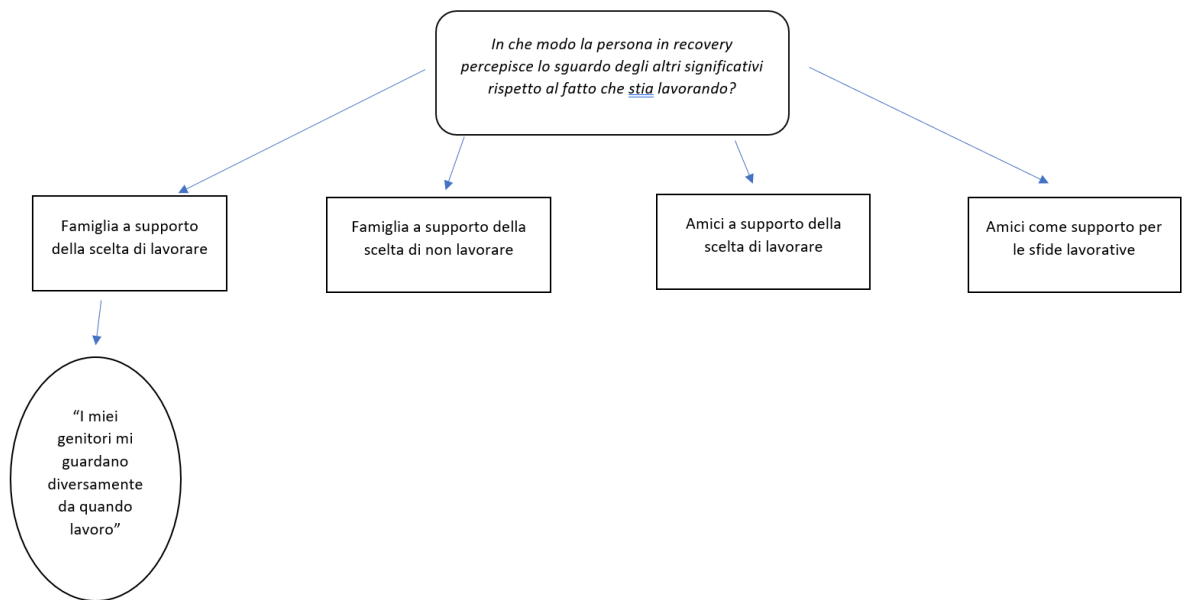 In che modo la persona in recovery
percepisce lo sguardo degli altri significativi
rispetto al fatto che stia lavorando?
Famiglia a supporto
della scelta di lavorare
Famiglia a supporto della
scelta di non lavorare
Amici a supporto della
scelta di lavorare
Amici come supporto per
le sfide lavorative
“I miei
genitori mi
guardano
diversamente
da quando
lavoro”